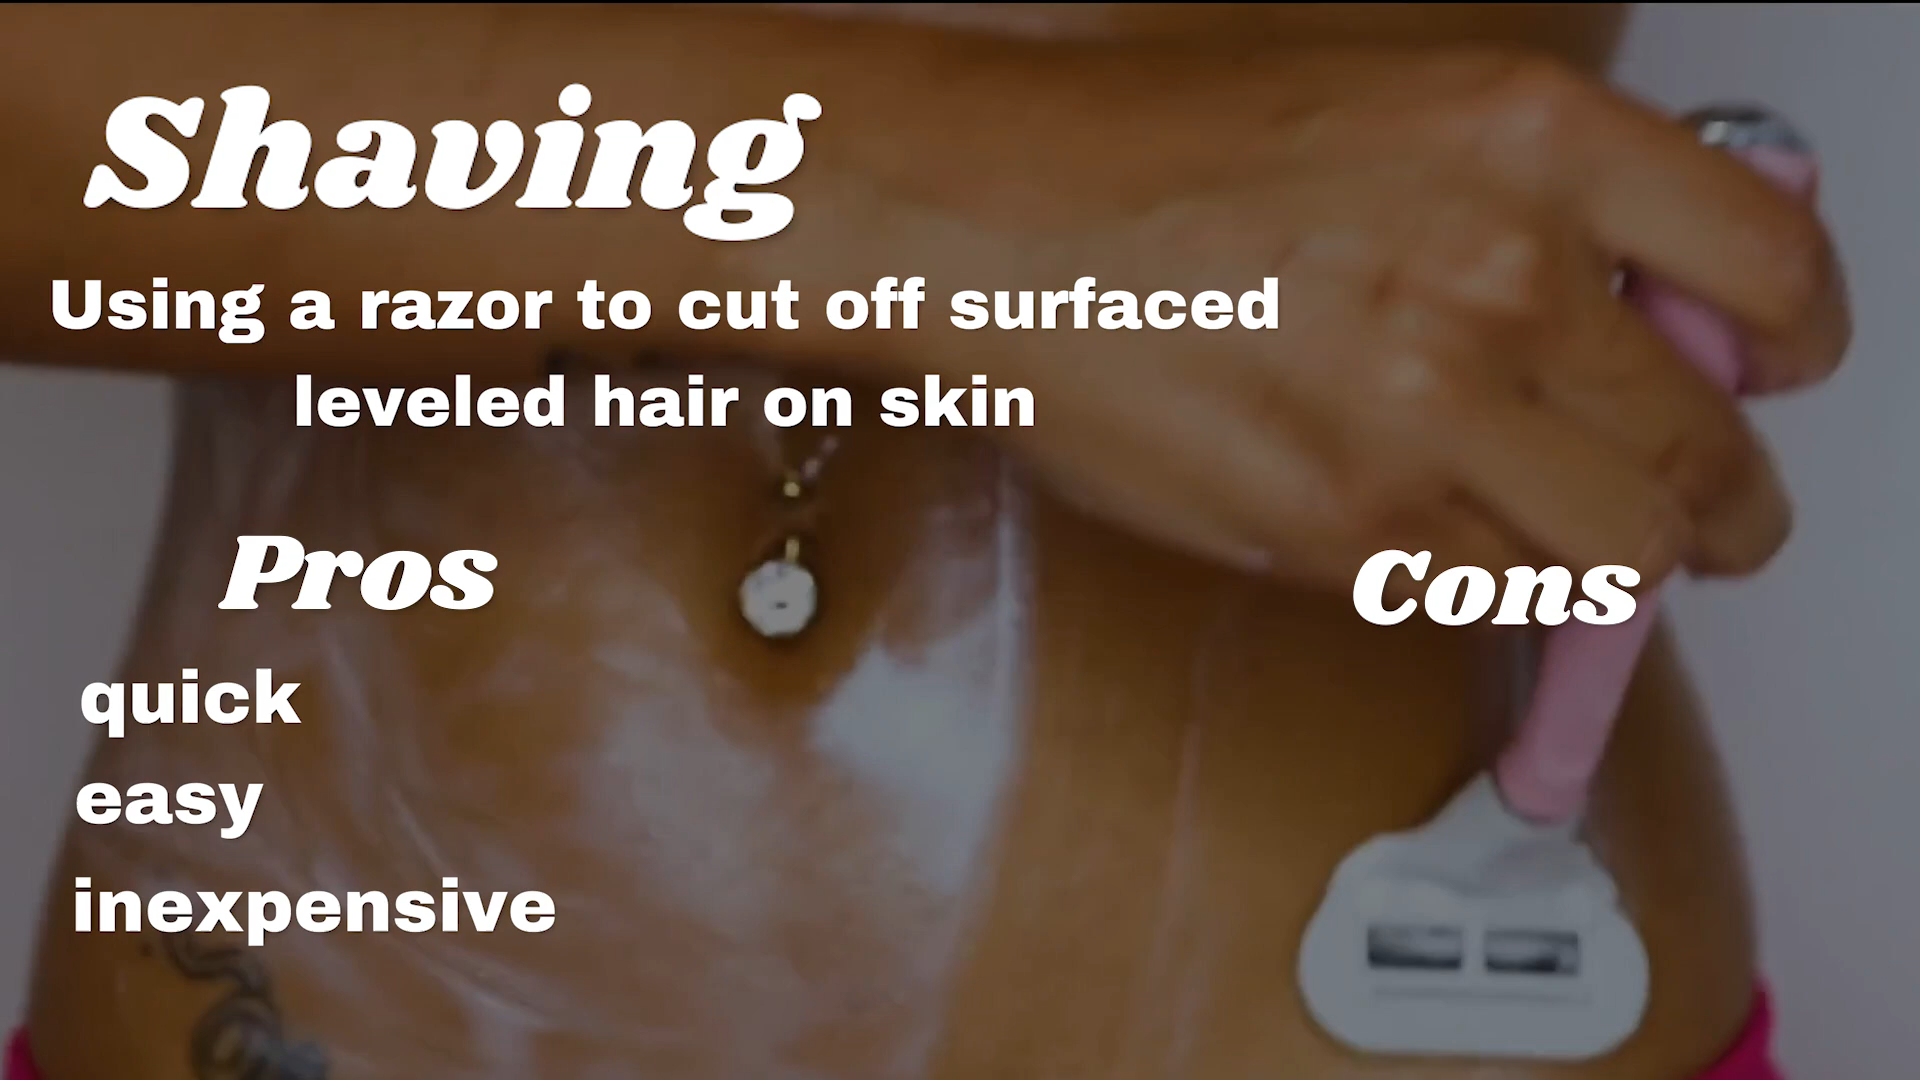 Shaving
Using a razor to cut off surfaced
leveled hair on skin
Pros
Cons
quick
easy
inexpensive